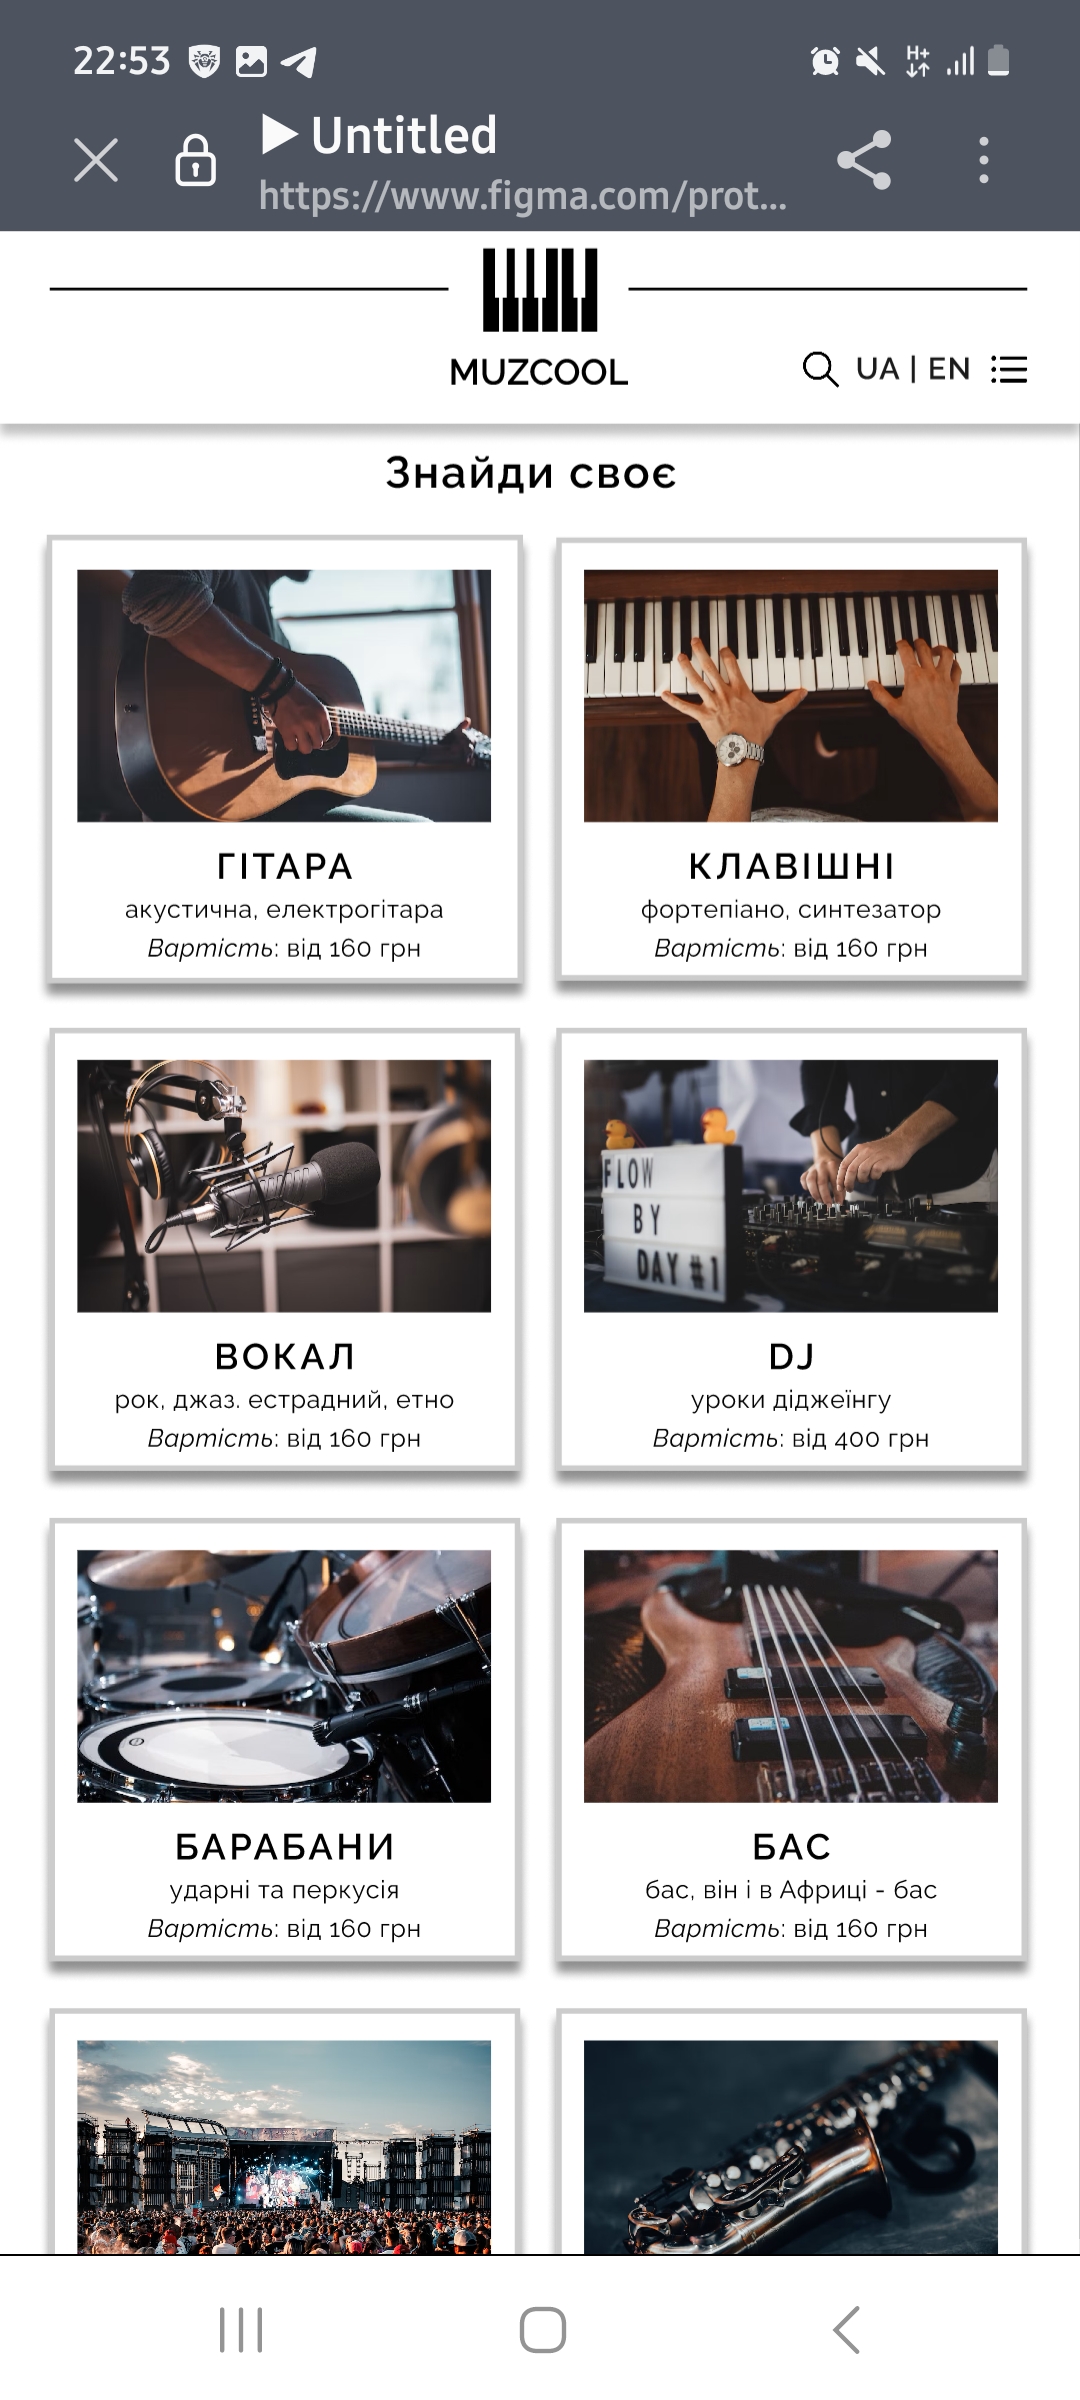 22:53
H+
Untitled
https://www.figma.com/prot...
MUZCOOL
UA | EN
Знайди своє
ГІТАРА
акустична, електрогітара
Вартість: від 160 грн
КЛАВІШНІ
фортепіано, синтезатор
Вартість: від 160 грн
ВОКАЛ
рок, джаз. естрадний, етно
Вартість: від 160 грн
FLOW
BY
DAY #1
DJ
уроки діджеїнгу
Вартість: від 400 грн
БАРАБАНИ
ударні та перкусія
Вартість: від 160 грн
БАС
бас, він і в Африці - бас
Вартість: від 160 грн